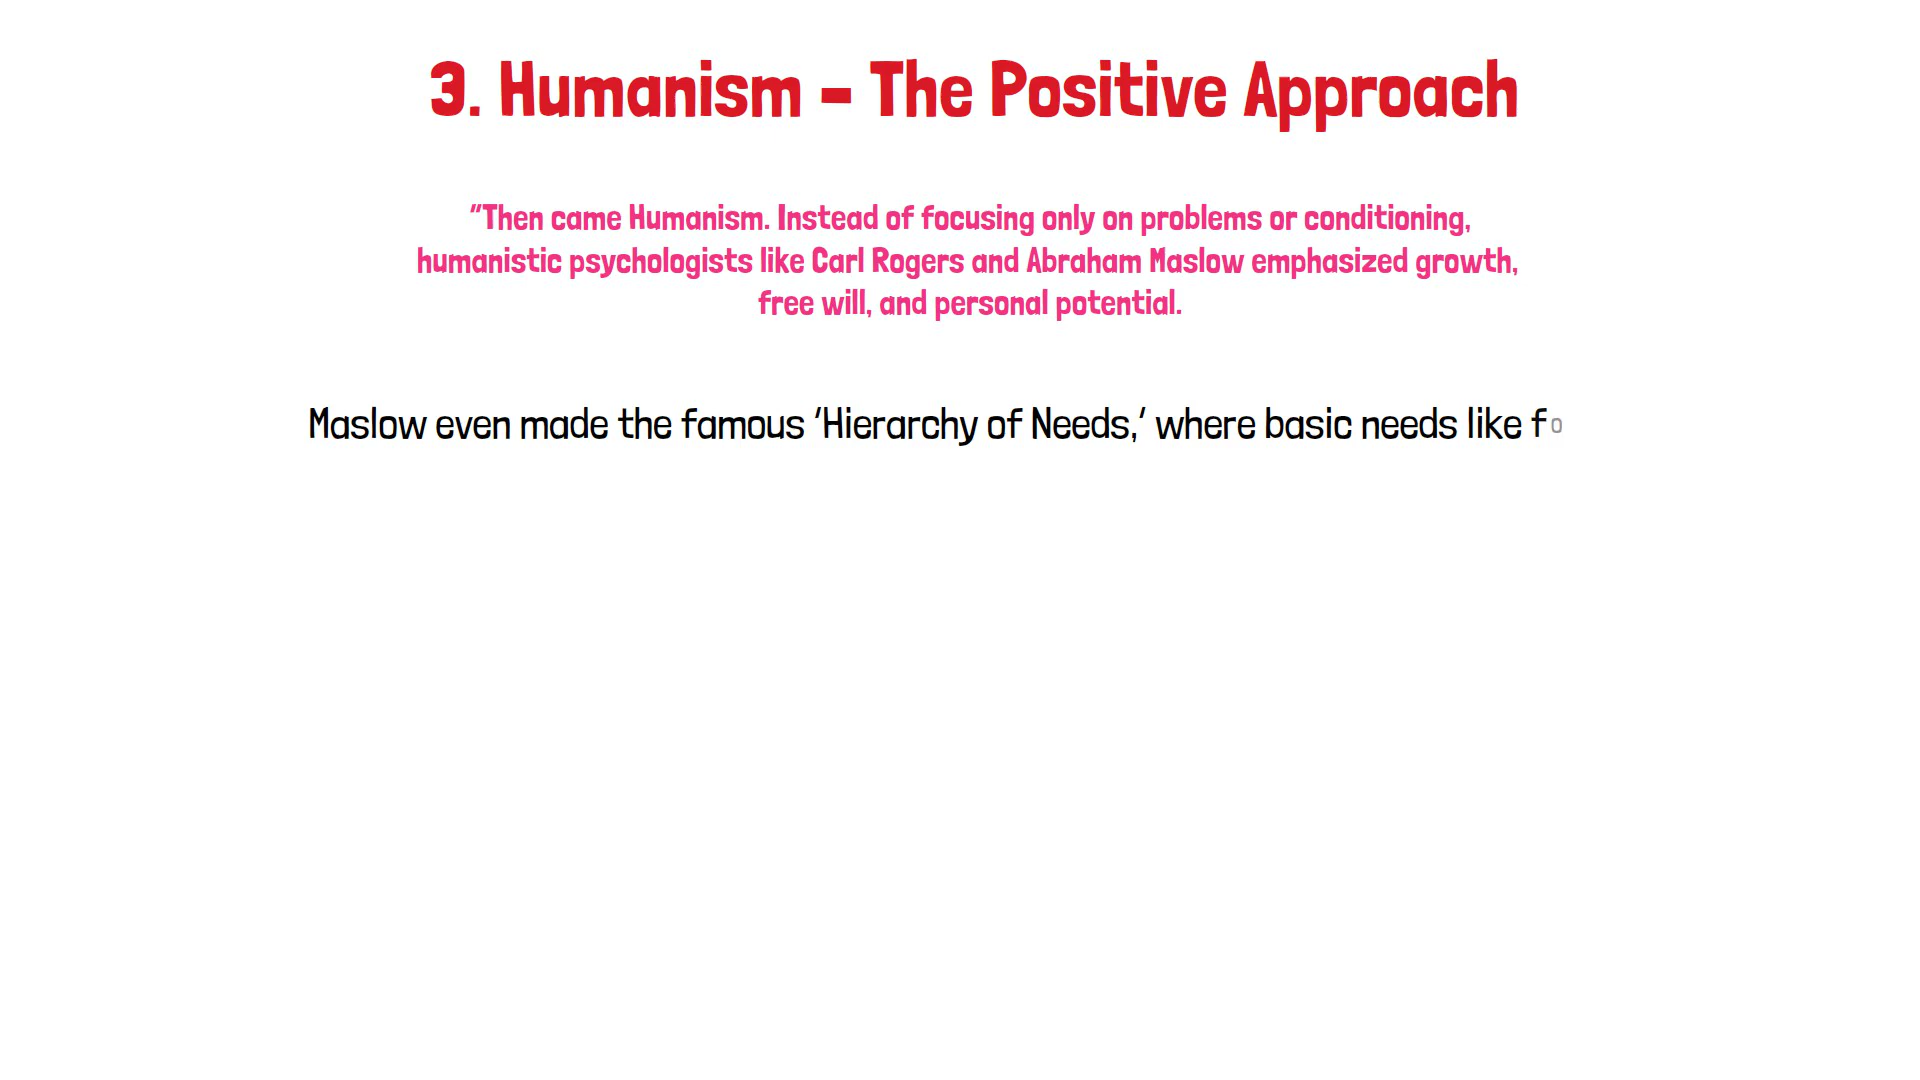 3. Humanism – The Positive Approach
“Then came Humanism. Instead of focusing only on problems or conditioning,
humanistic psychologists like Carl Rogers and Abraham Maslow emphasized growth,
free will, and personal potential.
Maslow even made the famous ‘Hierarchy of Needs,’ where basic needs like fo